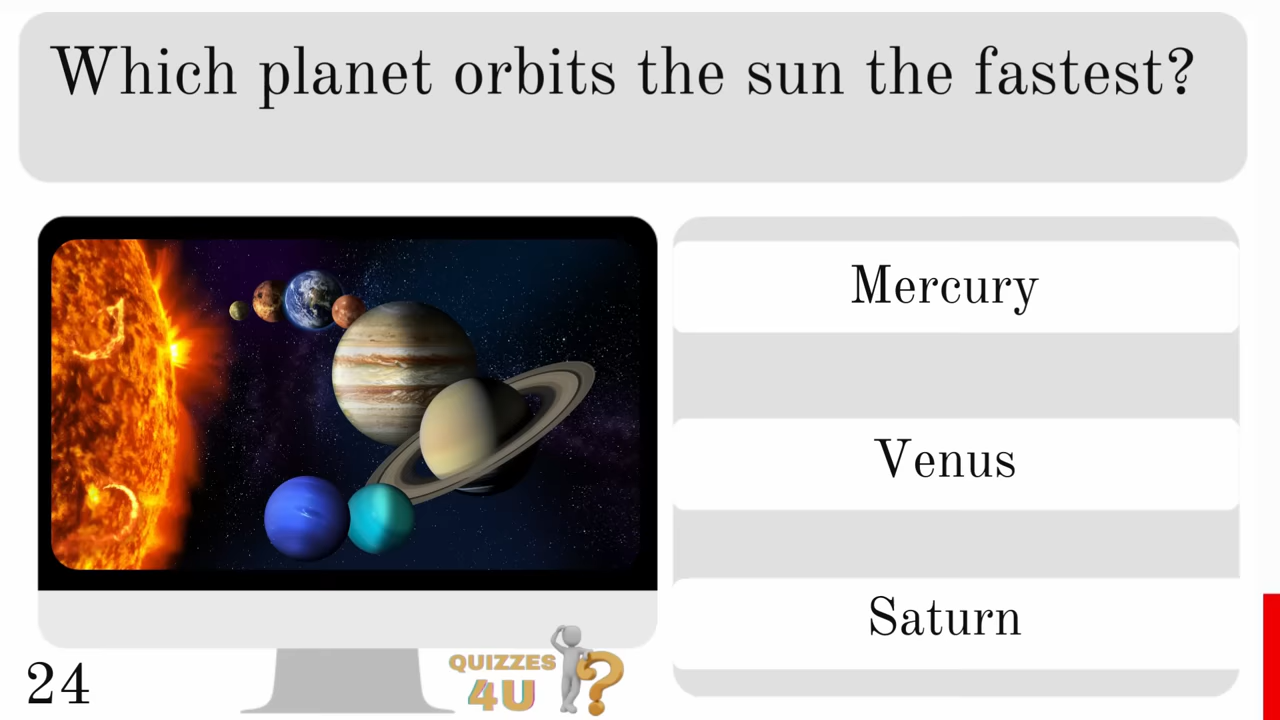 Which planet orbits the sun the fastest?
Mercury
Venus
Saturn
24
QUIZZES
4U
?